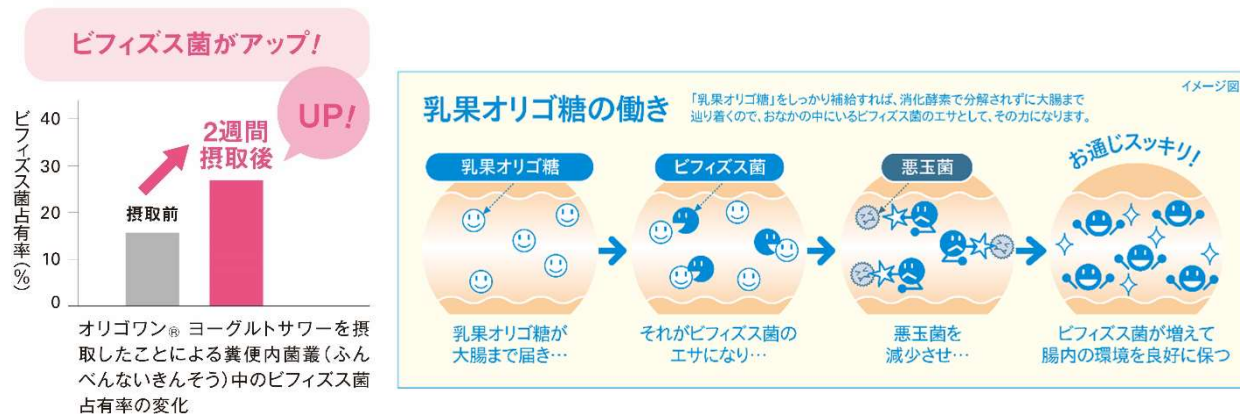 ビフィズス菌がアップ!
UP!
2週間
摂取後
摂取前
ビフィズス菌占有率(%)
40
30
20
10
0
オリゴワン® ヨーグルトサワーを摂
取したことによる糞便内菌叢(ふん
べんないきんそう)中のビフィズス菌
占有率の変化
イメージ図
乳果オリゴ糖の働き
「乳果オリゴ糖」をしっかり補給すれば、消化酵素で分解されずに大腸まで
辿り着くので、おなかの中にいるビフィズス菌のエサとして、その力になります。
乳果オリゴ糖
ビフィズス菌
悪玉菌
お通じスッキリ!
乳果オリゴ糖が
大腸まで届き…
それがビフィズス菌の
エサになり…
悪玉菌を
減少させ…
ビフィズス菌が増えて
腸内の環境を良好に保つ